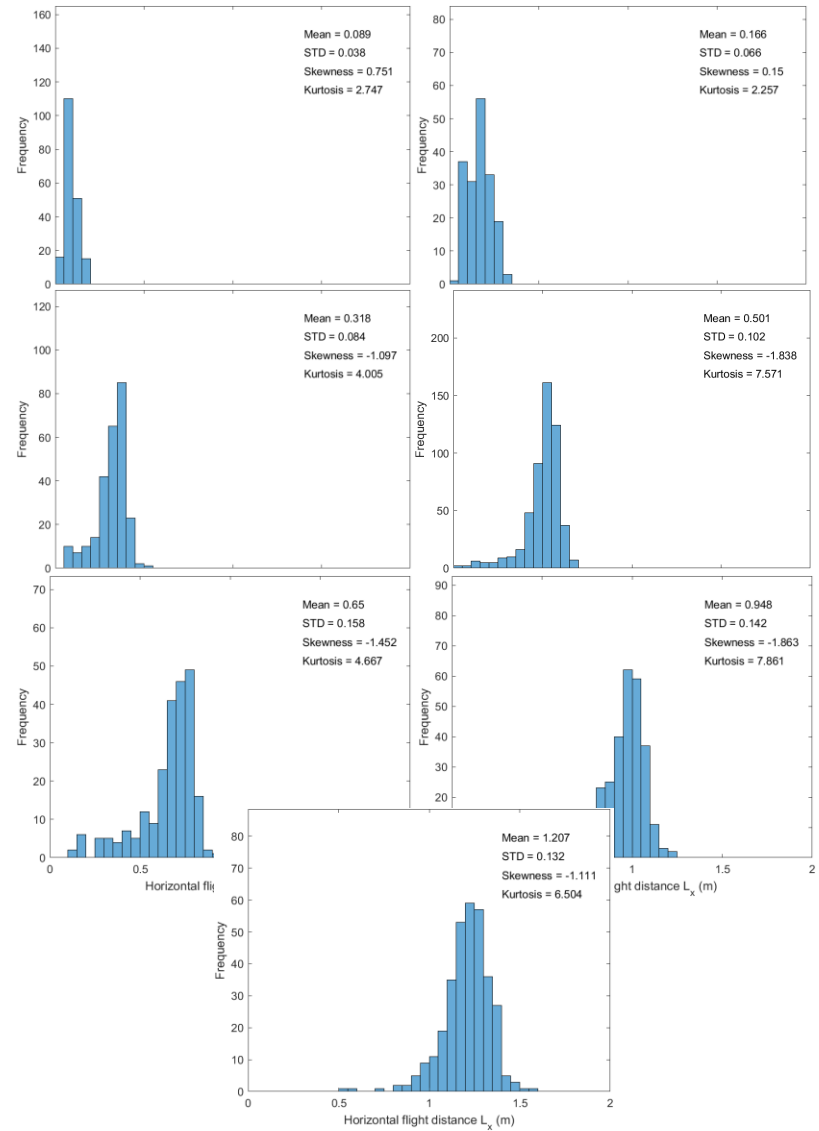 160
140
120
100
80
60
40
20
0
Frequency
Mean = 0.089
STD = 0.038
Skewness = 0.751
Kurtosis = 2.747
80
70
60
50
40
30
20
10
0
Frequency
Mean = 0.166
STD = 0.066
Skewness = 0.15
Kurtosis = 2.257
120
100
80
60
40
20
0
Frequency
Mean = 0.318
STD = 0.084
Skewness = -1.097
Kurtosis = 4.005
200
150
100
50
0
Frequency
Mean = 0.501
STD = 0.102
Skewness = -1.838
Kurtosis = 7.571
70
60
50
40
30
20
10
0
Frequency
Mean = 0.65
STD = 0.158
Skewness = -1.452
Kurtosis = 4.667
0 0.5
Horizontal fli
90
80
70
60
50
40
30
20
Frequency
Mean = 0.948
STD = 0.142
Skewness = -1.863
Kurtosis = 7.861
1 1.5 2
ght distance Lx (m)
80
70
60
50
40
30
20
10
0
Frequency
Mean = 1.207
STD = 0.132
Skewness = -1.111
Kurtosis = 6.504
0 0.5 1 1.5 2
Horizontal flight distance Lx (m)